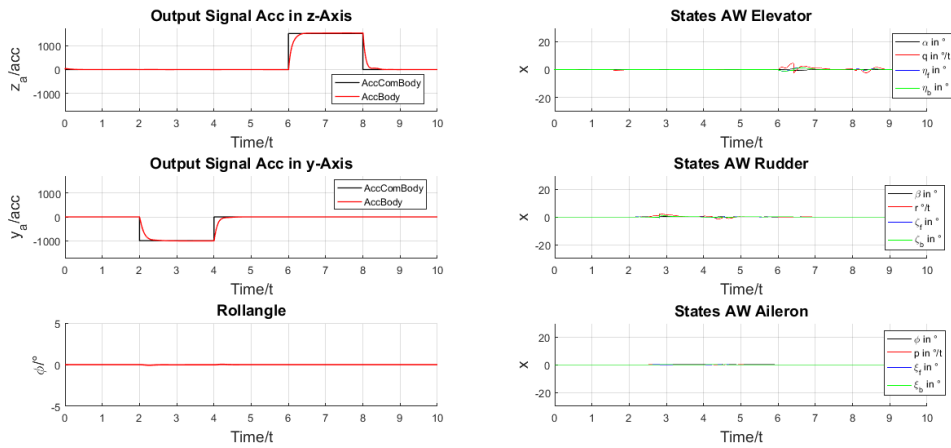 Output Signal Acc in z-Axis
z_a/acc
1000
0
-1000
AccComBody
AccBody
0 1 2 3 4 5 6 7 8 9 10
Time/t
Output Signal Acc in y-Axis
y_a/acc
1000
0
-1000
AccComBody
AccBody
0 1 2 3 4 5 6 7 8 9 10
Time/t
Rollangle
ϕ/°
5
0
-5
0 1 2 3 4 5 6 7 8 9 10
Time/t
States AW Elevator
x
20
0
-20
α in °
q in °/t
η_f in °
η_b in °
0 1 2 3 4 5 6 7 8 9 10
Time/t
States AW Rudder
x
20
0
-20
β in °
r °/t
ζ_f in °
ζ_b in °
0 1 2 3 4 5 6 7 8 9 10
Time/t
States AW Aileron
x
20
0
-20
ϕ in °
p in °/t
ξ_f in °
ξ_b in °
0 1 2 3 4 5 6 7 8 9 10
Time/t